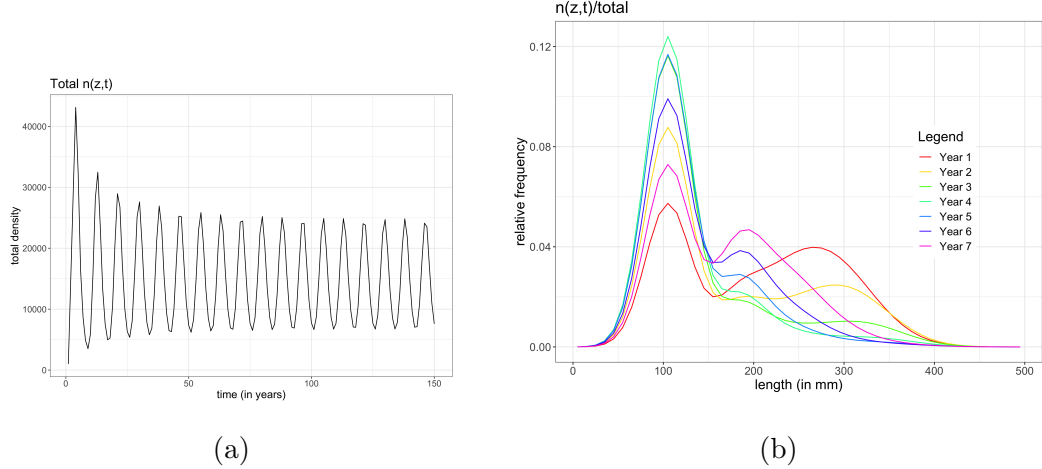 Total n(z,t)
total density
40000
30000
20000
10000
0
0 50 100 150
time (in years)
(a)
n(z,t)/total
relative frequency
0.12
0.08
0.04
0.00
0 100 200 300 400 500
length (in mm)
Legend
Year 1
Year 2
Year 3
Year 4
Year 5
Year 6
Year 7
(b)